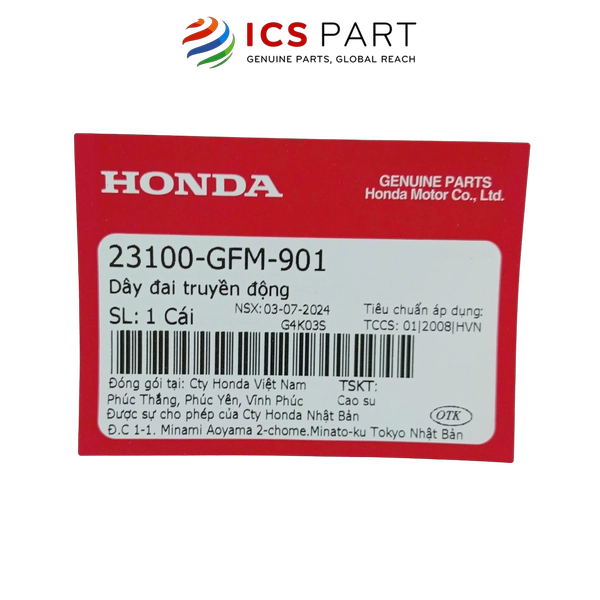 ICS PART
GENUINE PARTS, GLOBAL REACH
HONDA
GENUINE PARTS
Honda Motor Co., Ltd.
23100-GFM-901
Dây đai truyền động
SL: 1 Cái
NSX: 03-07-2024
G4K03S
Tiêu chuẩn áp dụng:
TCCS: 01|2008|HVN
Đóng gói tại: Cty Honda Việt Nam
Phúc Thắng, Phúc Yên, Vĩnh Phúc
TSKT:
Cao su
Được sự cho phép của Cty Honda Nhật Bản
Đ.C 1-1. Minami Aoyama 2-chome.Minato-ku Tokyo Nhật Bản
OTK